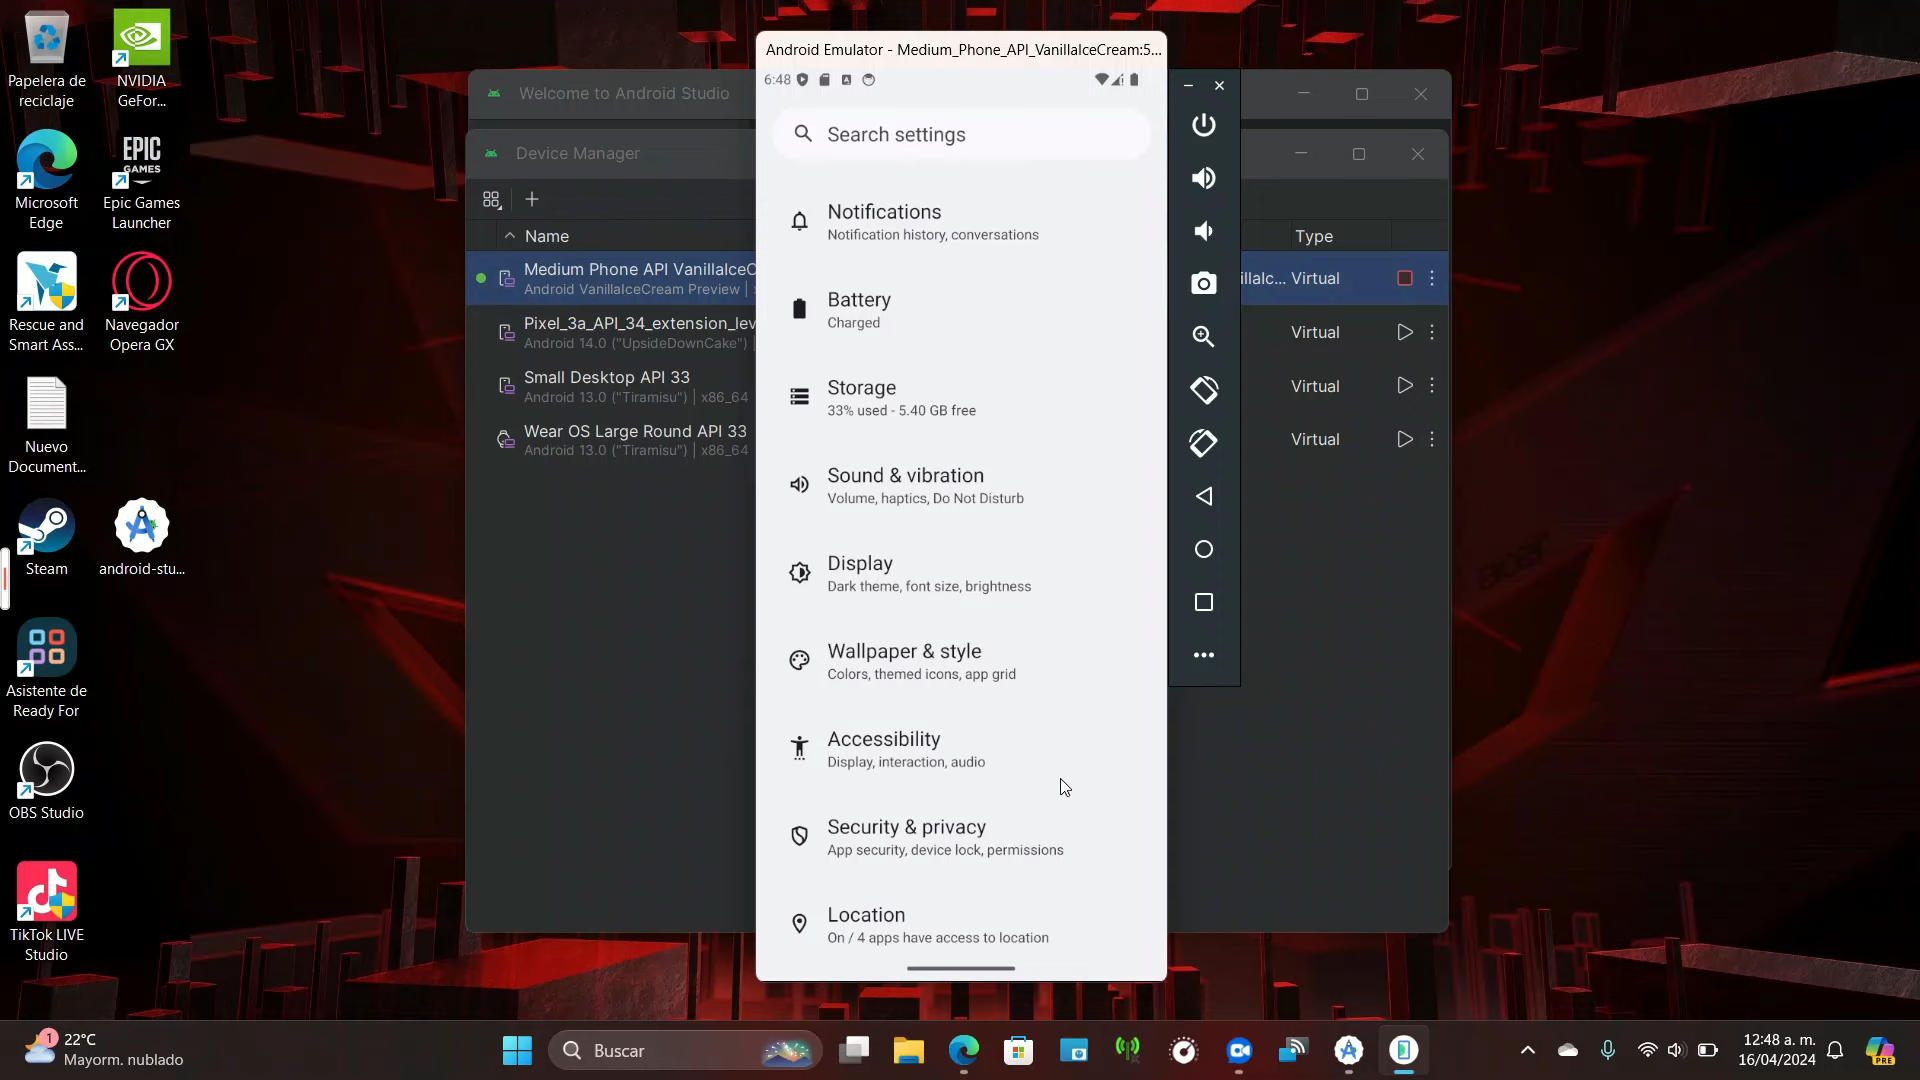 Papelera de
reciclaje
NVIDIA
GeFor...
Microsoft
Edge
EPIC
GAMES
Epic Games
Launcher
Rescue and
Smart Ass...
Navegador
Opera GX
Nuevo
Document...
Steam
android-stu...
Asistente de
Ready For
OBS Studio
TikTok LIVE
Studio
Welcome to Android Studio
Device Manager
Name
Type
Medium Phone API VanillaIceC
Android VanillaIceCream Preview |
illaIc...
Virtual
Pixel_3a_API_34_extension_lev
Android 14.0 ("UpsideDownCake") |
Virtual
Small Desktop API 33
Android 13.0 ("Tiramisu") | x86_64
Virtual
Wear OS Large Round API 33
Android 13.0 ("Tiramisu") | x86_64
Virtual
Android Emulator - Medium_Phone_API_VanillaIceCream:5...
6:48
Search settings
Notifications
Notification history, conversations
Battery
Charged
Storage
33% used - 5.40 GB free
Sound & vibration
Volume, haptics, Do Not Disturb
Display
Dark theme, font size, brightness
Wallpaper & style
Colors, themed icons, app grid
Accessibility
Display, interaction, audio
Security & privacy
App security, device lock, permissions
Location
On / 4 apps have access to location
1
22°C
Mayorm. nublado
Buscar
12:48 a. m.
16/04/2024
PRE